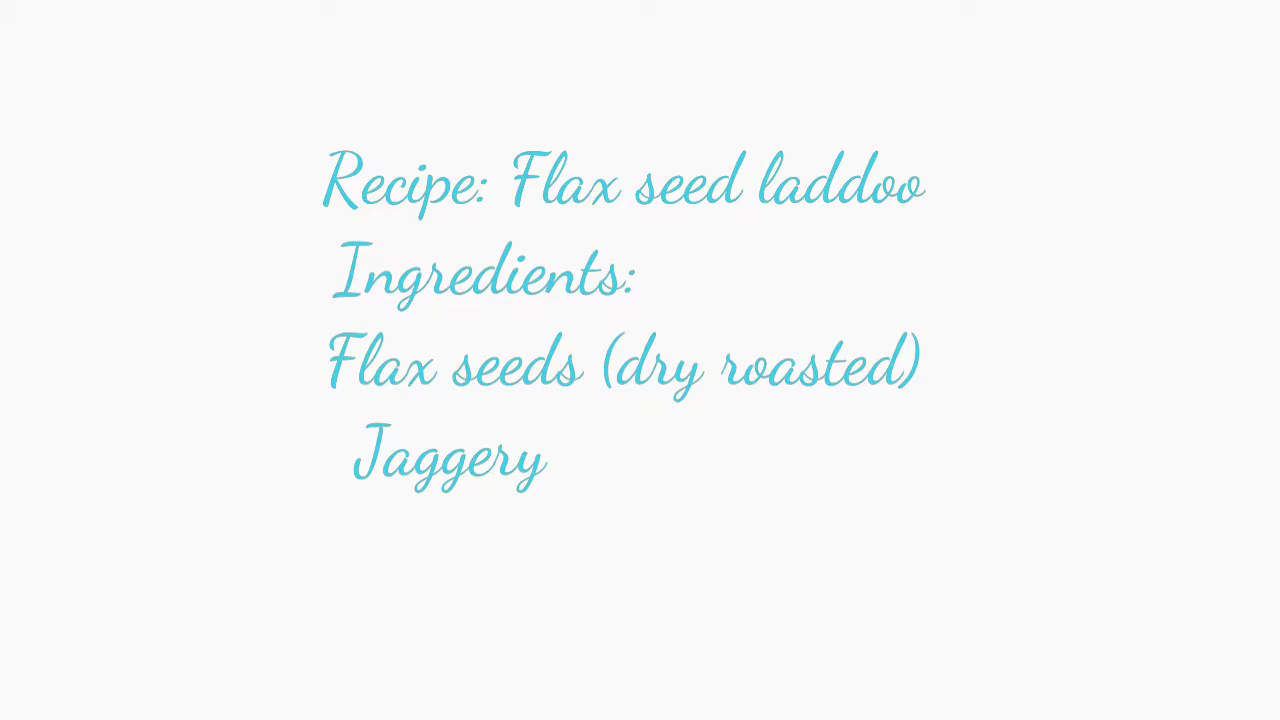 Recipe: Flax seed laddoo
Ingredients:
Flax seeds (dry roasted)
Jaggery